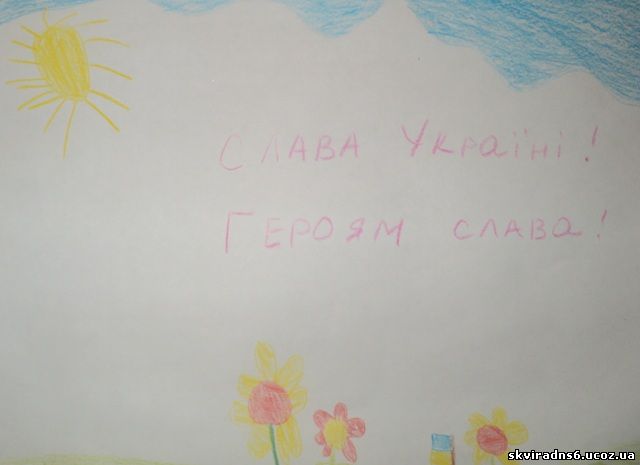 Слава Україні!
Героям слава!
skviradns6.ucoz.ua